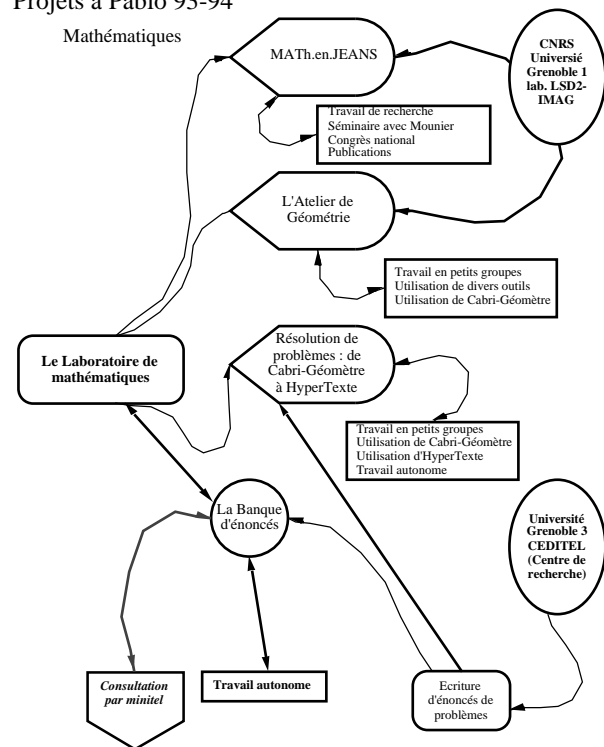 Projets à Pablo 93-94
Mathématiques
MATh.en.JEANS
CNRS
Universié
Grenoble 1
lab. LSD2-
IMAG
Travail de recherche
Séminaire avec Mounier
Congrès national
Publications
L'Atelier de
Géométrie
Travail en petits groupes
Utilisation de divers outils
Utilisation de Cabri-Géomètre
Le Laboratoire de
mathématiques
Résolution de
problèmes : de
Cabri-Géomètre
à HyperTexte
Travail en petits groupes
Utilisation de Cabri-Géomètre
Utilisation d'HyperTexte
Travail autonome
La Banque
d'énoncés
Université
Grenoble 3
CEDITEL
(Centre de
recherche)
Consultation
par minitel
Travail autonome
Ecriture
d'énoncés de
problèmes